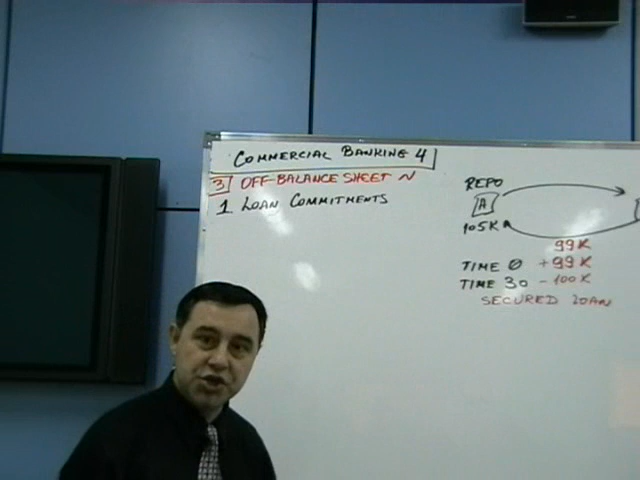 COMMERCIAL BANKING 4
3 OFF-BALANCE SHEET N
1 LOAN COMMITMENTS
REPO
A
105K
99K
TIME 0 +99K
TIME 30 -100K
SECURED LOAN